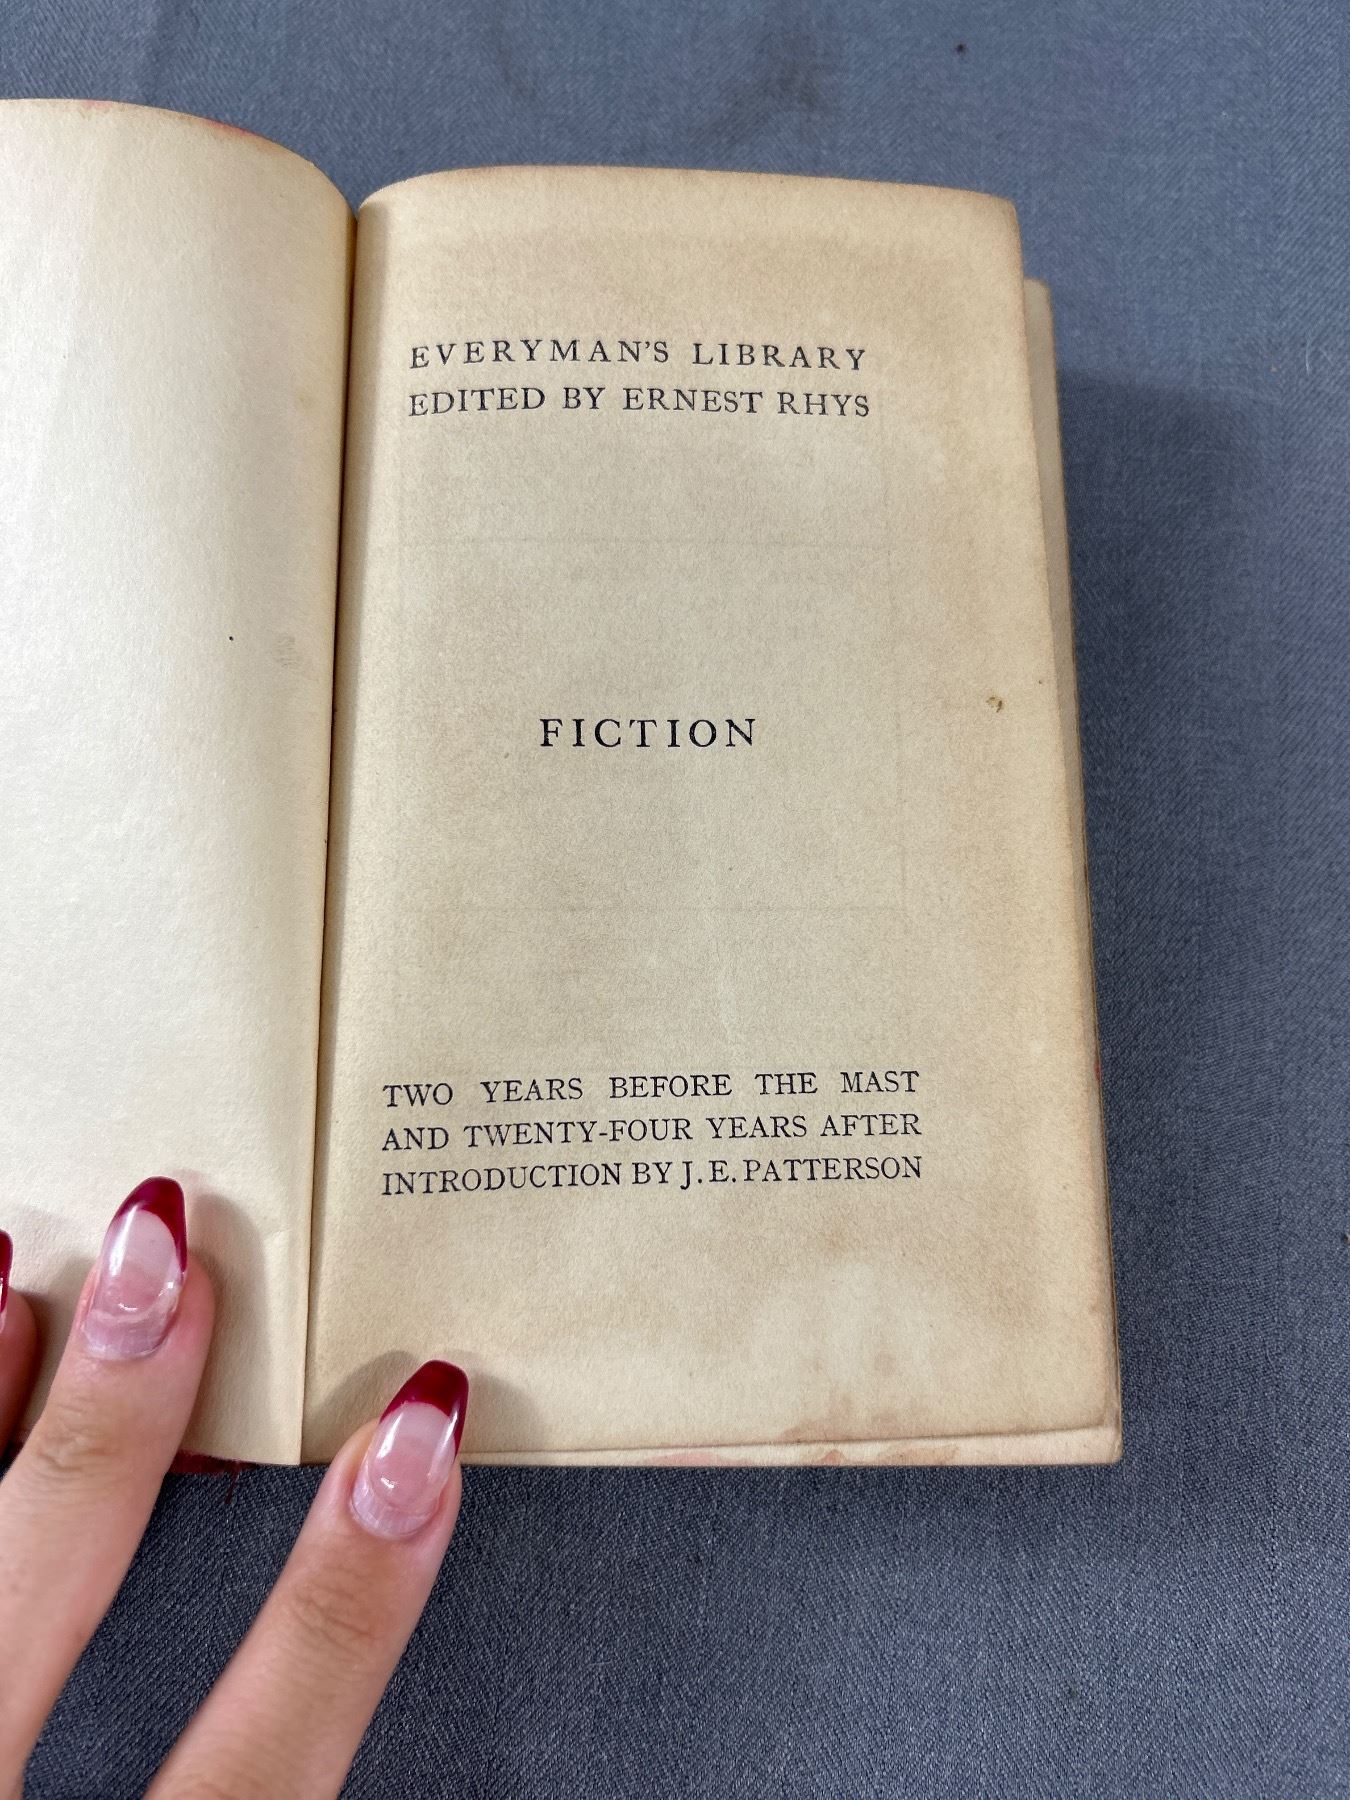 EVERYMAN'S LIBRARY
EDITED BY ERNEST RHYS
FICTION
TWO YEARS BEFORE THE MAST
AND TWENTY-FOUR YEARS AFTER
INTRODUCTION BY J. E. PATTERSON